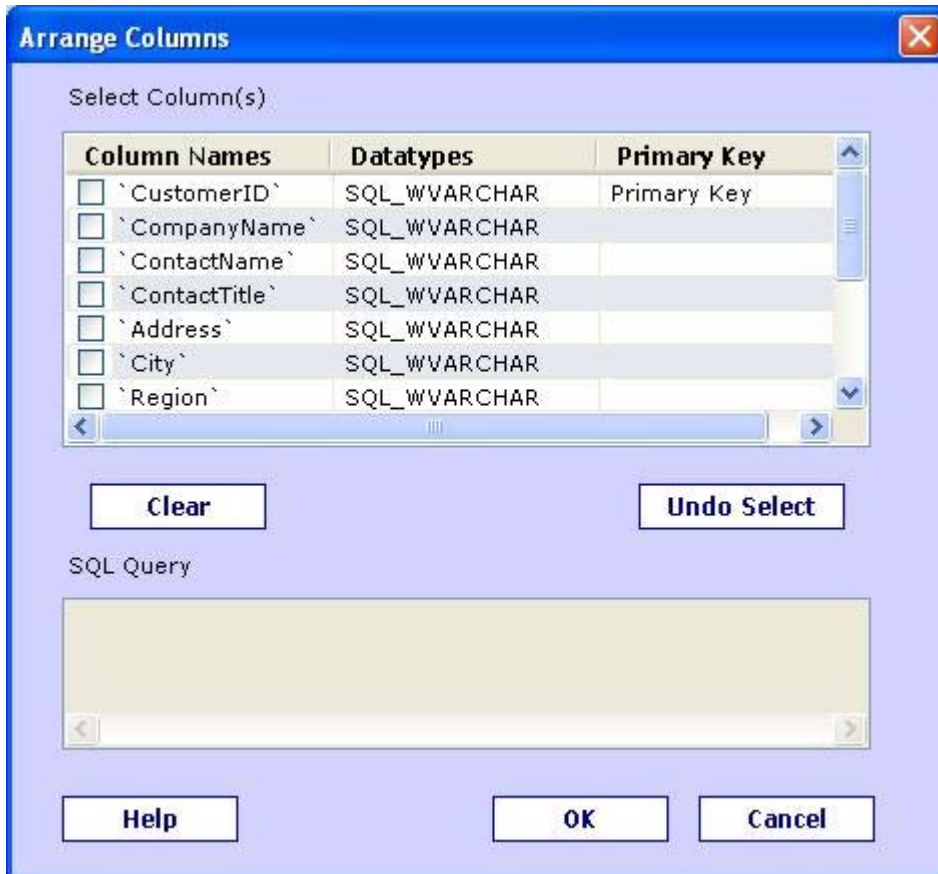 Arrange Columns
Select Column(s)
Column Names Datatypes Primary Key
`CustomerID` SQL_WVARCHAR Primary Key
`CompanyName` SQL_WVARCHAR
`ContactName` SQL_WVARCHAR
`ContactTitle` SQL_WVARCHAR
`Address` SQL_WVARCHAR
`City` SQL_WVARCHAR
`Region` SQL_WVARCHAR
Clear Undo Select
SQL Query
Help OK Cancel